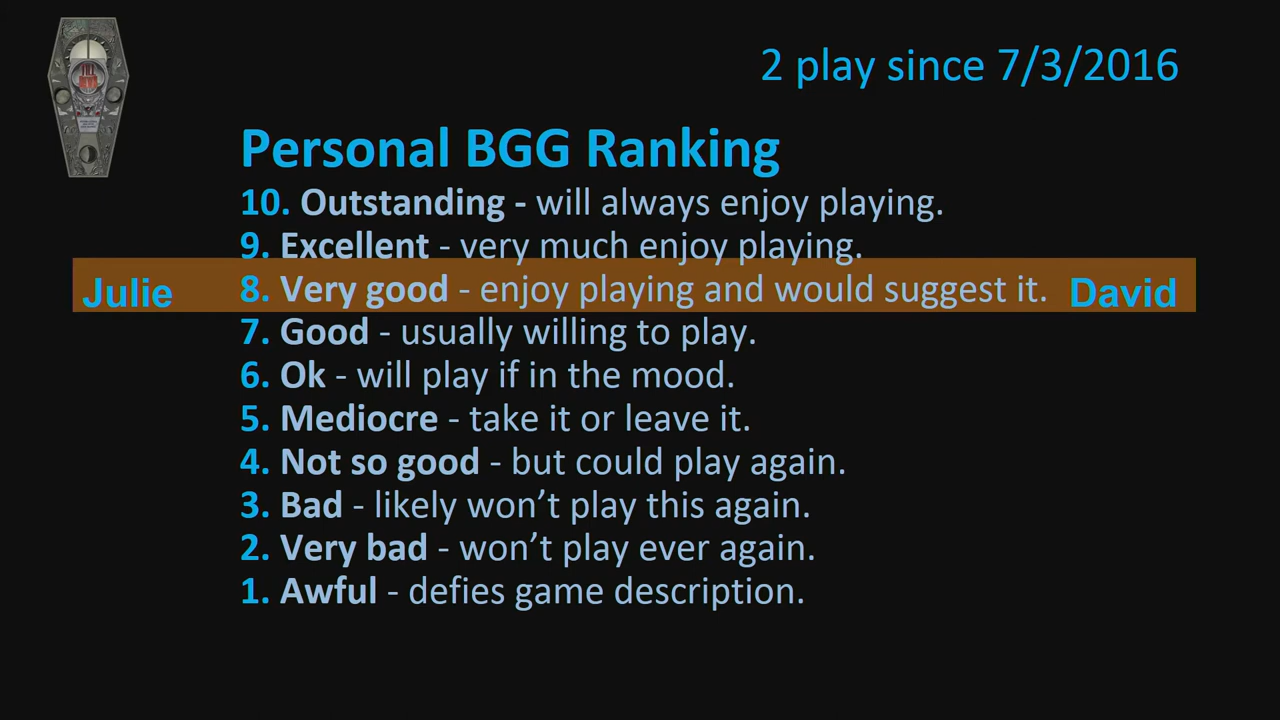 2 play since 7/3/2016
Personal BGG Ranking
10. Outstanding - will always enjoy playing.
9. Excellent - very much enjoy playing.
Julie 8. Very good - enjoy playing and would suggest it. David
7. Good - usually willing to play.
6. Ok - will play if in the mood.
5. Mediocre - take it or leave it.
4. Not so good - but could play again.
3. Bad - likely won’t play this again.
2. Very bad - won’t play ever again.
1. Awful - defies game description.